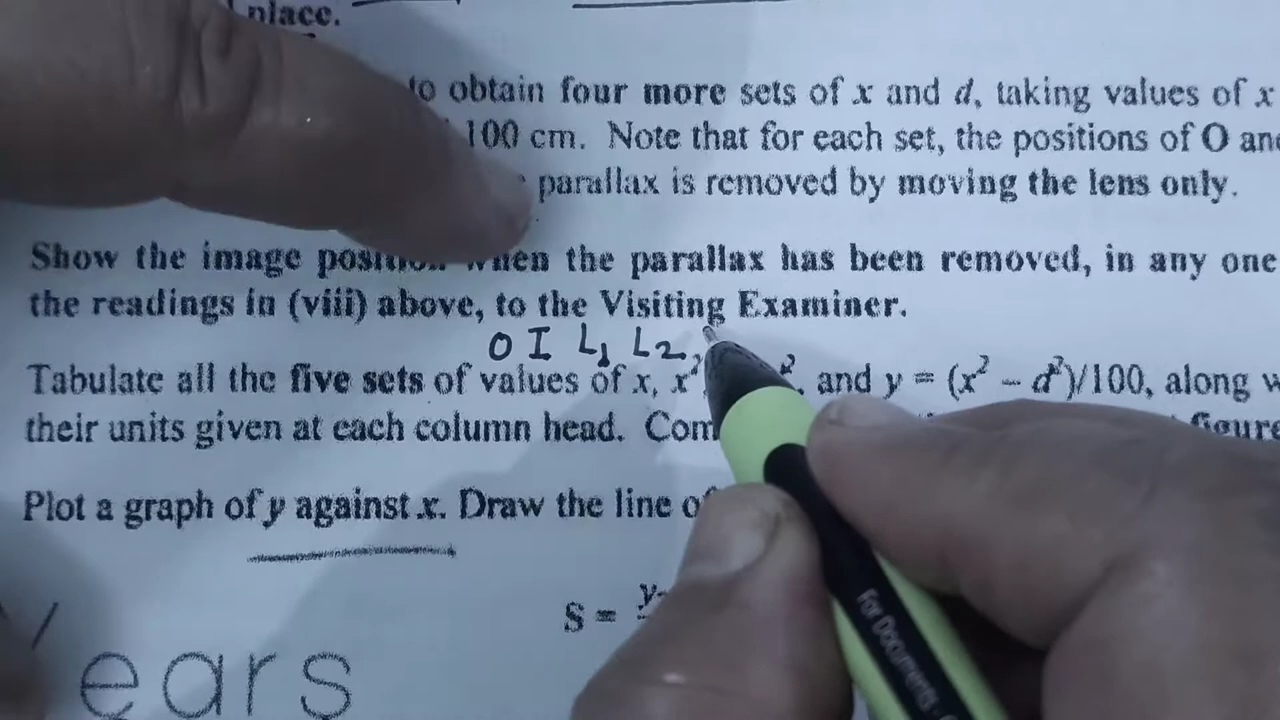 place.
to obtain four more sets of x and d, taking values of x
100 cm. Note that for each set, the positions of O and
parallax is removed by moving the lens only.
Show the image position when the parallax has been removed, in any one
the readings in (viii) above, to the Visiting Examiner.
O I L1 L2,
Tabulate all the five sets of values of x, x², and y = (x² – d²)/100, along
their units given at each column head. figure
Plot a graph of y against x. Draw the line
S =
ears
For Documents